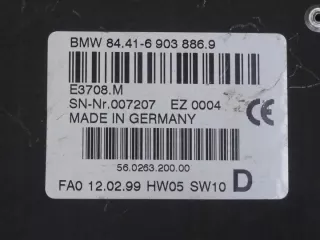 BMW 84.41-6 903 886.9
E3708.M
SN-Nr.007207 EZ 0004
MADE IN GERMANY
CE
56.0263.200.00
FA0 12.02.99 HW05 SW10 D